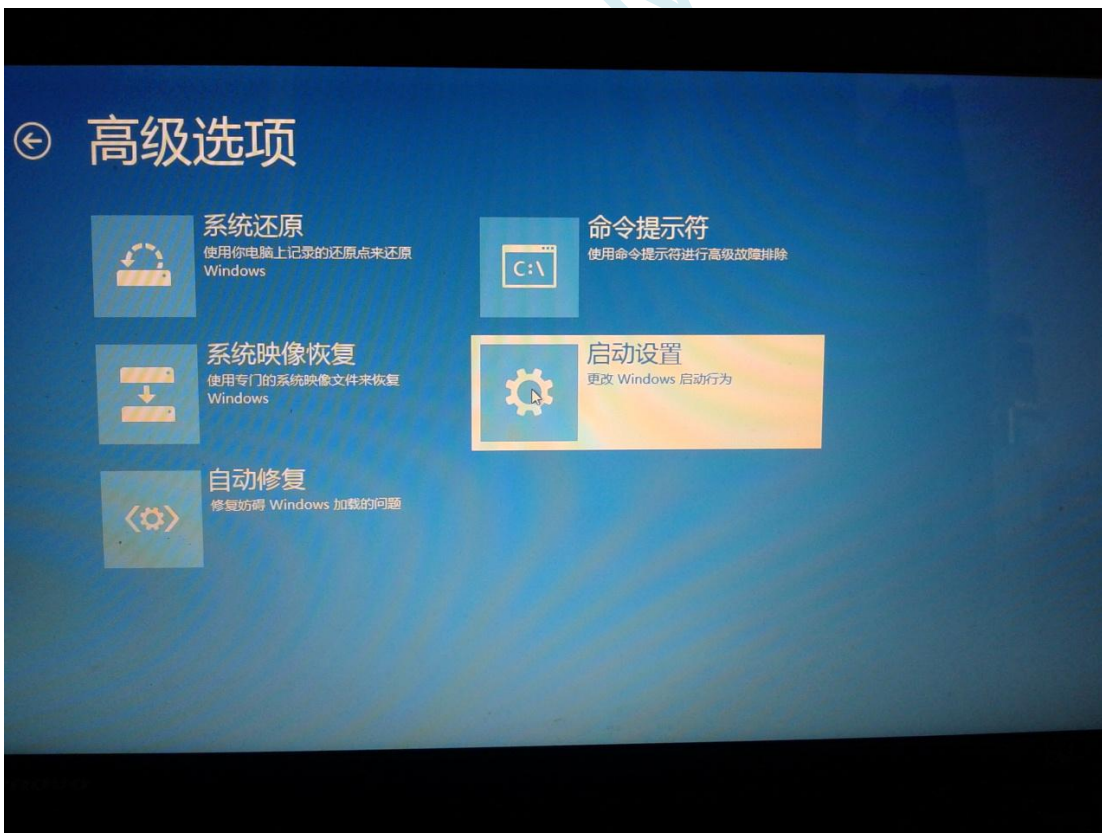 高级选项
系统还原
使用你电脑上记录的还原点来还原
Windows
命令提示符
使用命令提示符进行高级故障排除
C:\
系统映像恢复
使用专门的系统映像文件来恢复
Windows
启动设置
更改 Windows 启动行为
自动修复
修复妨碍 Windows 加载的问题